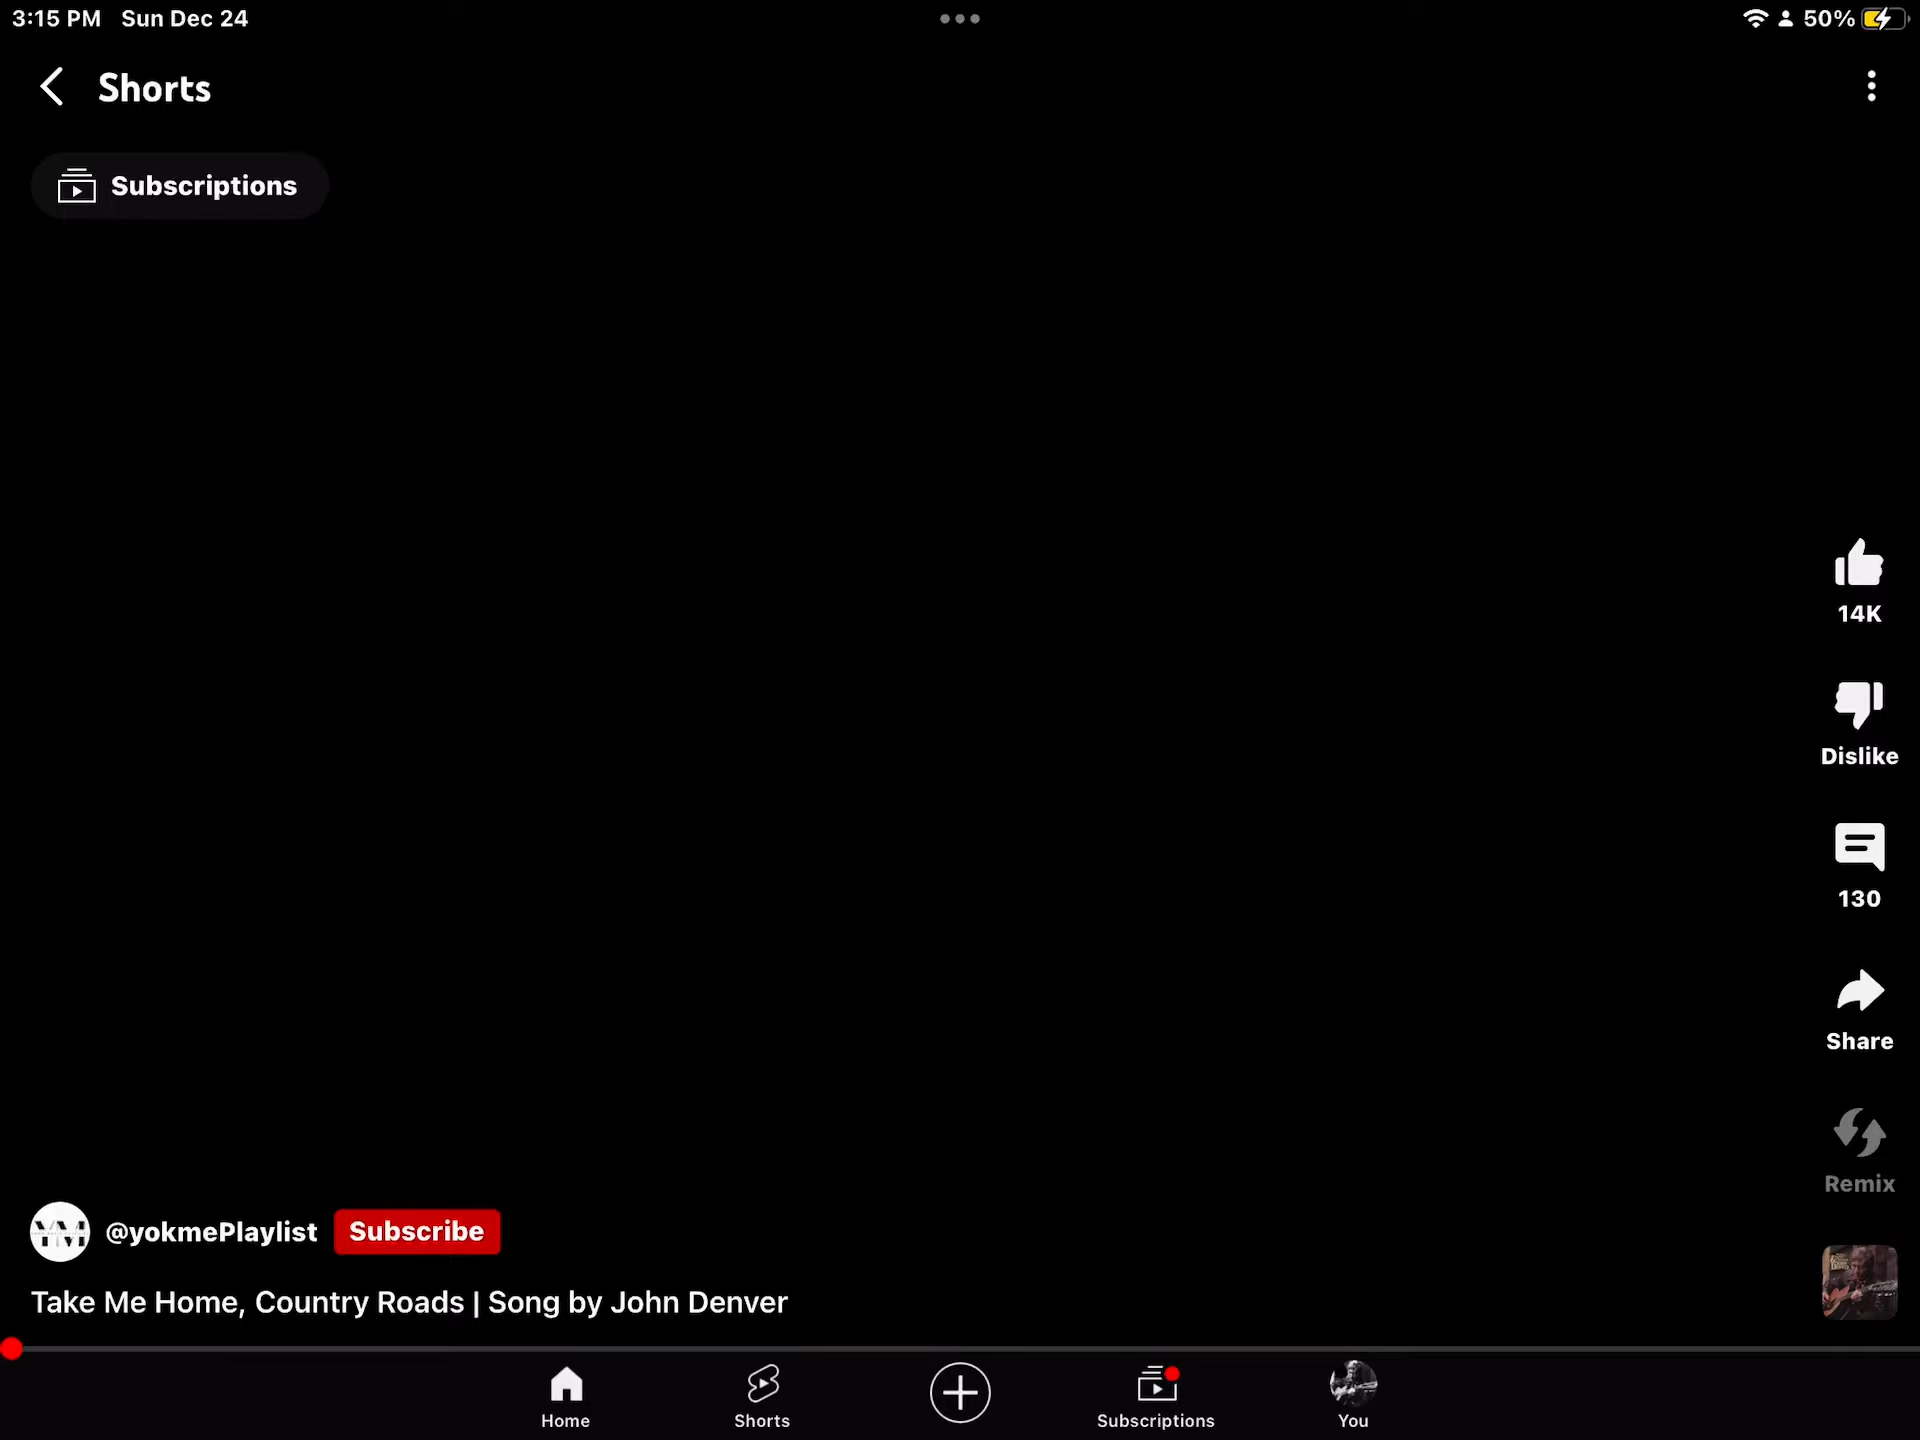 3:15 PM Sun Dec 24
50%
Shorts
Subscriptions
14K
Dislike
130
Share
Remix
YM
@yokmePlaylist Subscribe
Take Me Home, Country Roads | Song by John Denver
Home Shorts Subscriptions You